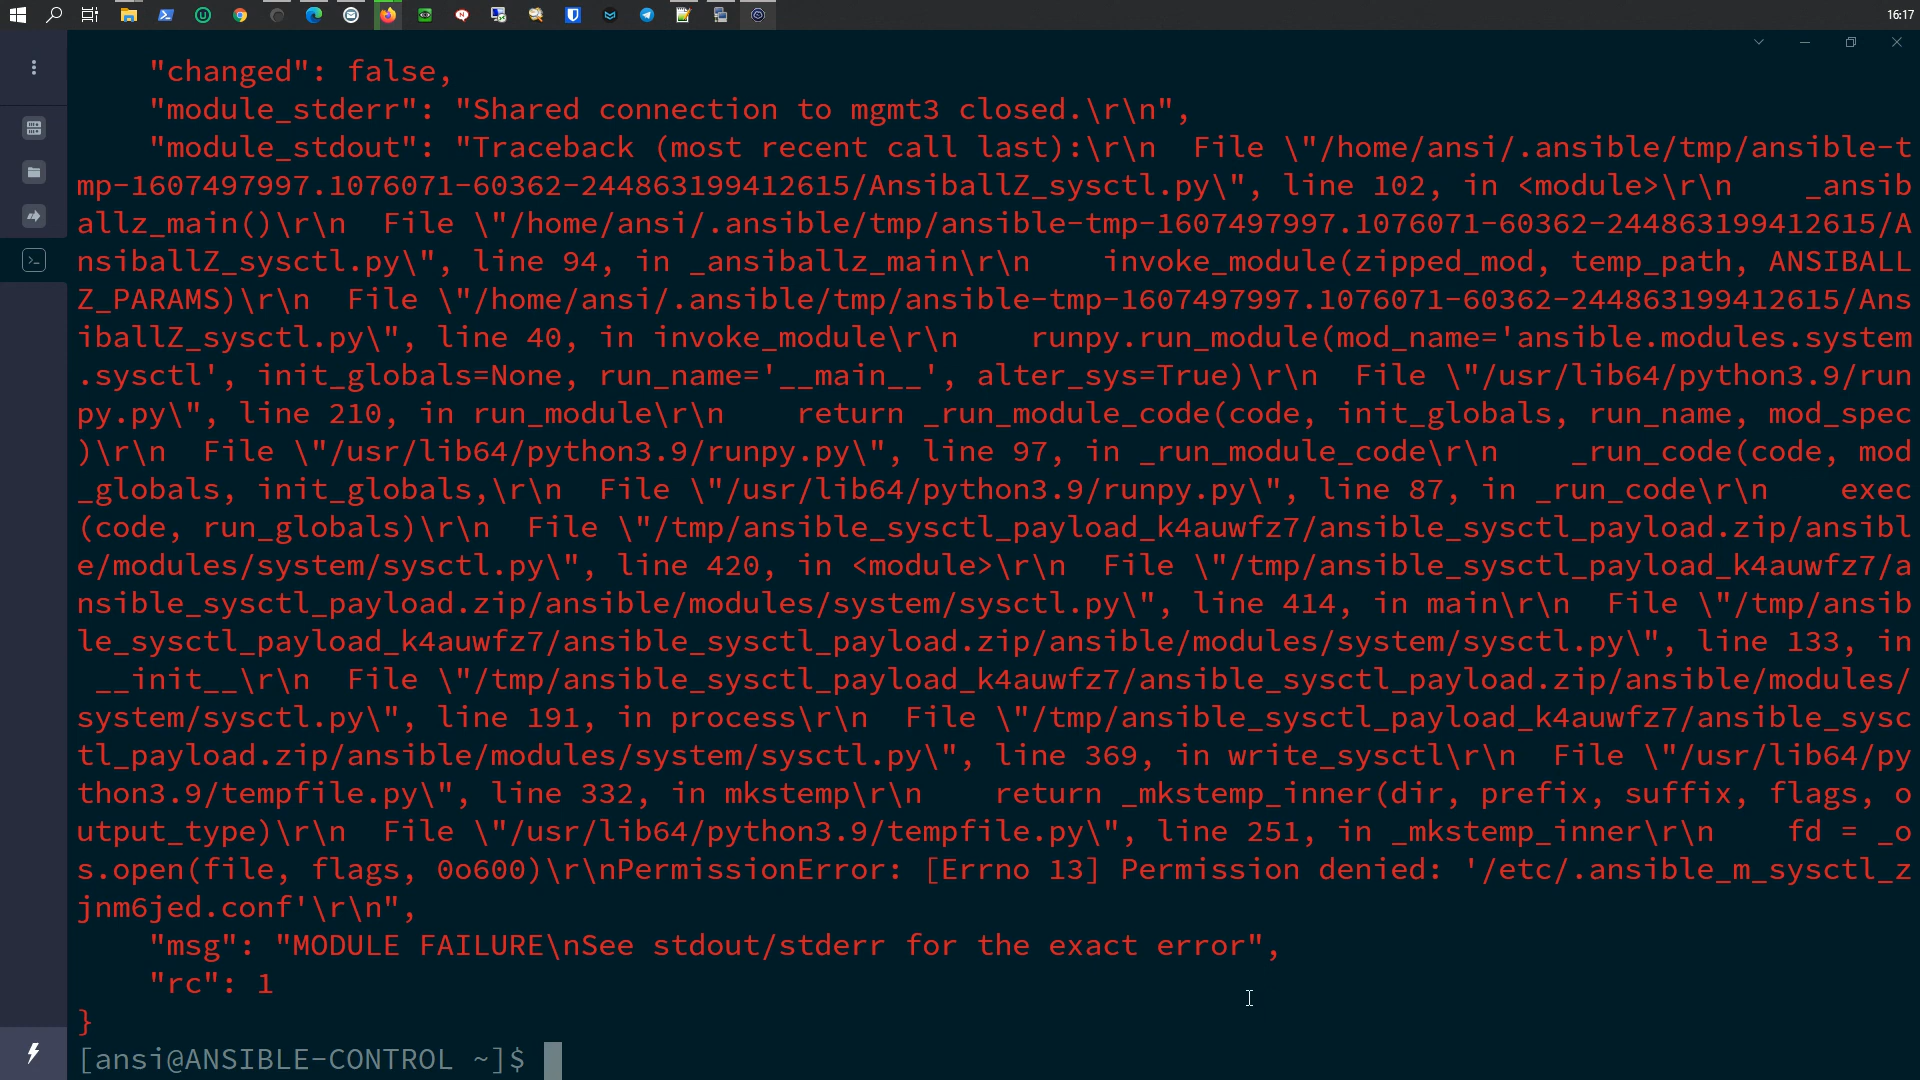 16:17
"changed": false,
"module_stderr": "Shared connection to mgmt3 closed.\r\n",
"module_stdout": "Traceback (most recent call last):\r\n  File \"/home/ansi/.ansible/tmp/ansible-t
mp-1607497997.1076071-60362-244863199412615/AnsiballZ_sysctl.py\", line 102, in <module>\r\n    _ansib
allz_main()\r\n  File \"/home/ansi/.ansible/tmp/ansible-tmp-1607497997.1076071-60362-244863199412615/A
nsiballZ_sysctl.py\", line 94, in _ansiballz_main\r\n    invoke_module(zipped_mod, temp_path, ANSIBALL
Z_PARAMS)\r\n  File \"/home/ansi/.ansible/tmp/ansible-tmp-1607497997.1076071-60362-244863199412615/Ans
iballZ_sysctl.py\", line 40, in invoke_module\r\n    runpy.run_module(mod_name='ansible.modules.system
.sysctl', init_globals=None, run_name='__main__', alter_sys=True)\r\n  File \"/usr/lib64/python3.9/run
py.py\", line 210, in run_module\r\n    return _run_module_code(code, init_globals, run_name, mod_spec
)\r\n  File \"/usr/lib64/python3.9/runpy.py\", line 97, in _run_module_code\r\n    _run_code(code, mod
_globals, init_globals,\r\n  File \"/usr/lib64/python3.9/runpy.py\", line 87, in _run_code\r\n    exec
(code, run_globals)\r\n  File \"/tmp/ansible_sysctl_payload_k4auwfz7/ansible_sysctl_payload.zip/ansibl
e/modules/system/sysctl.py\", line 420, in <module>\r\n  File \"/tmp/ansible_sysctl_payload_k4auwfz7/a
nsible_sysctl_payload.zip/ansible/modules/system/sysctl.py\", line 414, in main\r\n  File \"/tmp/ansib
le_sysctl_payload_k4auwfz7/ansible_sysctl_payload.zip/ansible/modules/system/sysctl.py\", line 133, in
 __init__\r\n  File \"/tmp/ansible_sysctl_payload_k4auwfz7/ansible_sysctl_payload.zip/ansible/modules/
system/sysctl.py\", line 191, in process\r\n  File \"/tmp/ansible_sysctl_payload_k4auwfz7/ansible_sysc
tl_payload.zip/ansible/modules/system/sysctl.py\", line 369, in write_sysctl\r\n  File \"/usr/lib64/py
thon3.9/tempfile.py\", line 332, in mkstemp\r\n    return _mkstemp_inner(dir, prefix, suffix, flags, o
utput_type)\r\n  File \"/usr/lib64/python3.9/tempfile.py\", line 251, in _mkstemp_inner\r\n    fd = _o
s.open(file, flags, 0o600)\r\nPermissionError: [Errno 13] Permission denied: '/etc/.ansible_m_sysctl_z
jnm6jed.conf'\r\n",
"msg": "MODULE FAILURE\nSee stdout/stderr for the exact error",
"rc": 1
}
[ansi@ANSIBLE-CONTROL ~]$